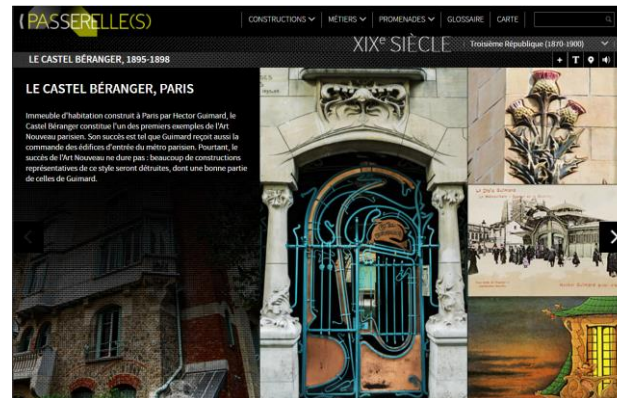 (PASSERELLE(S)
CONSTRUCTIONS
MÉTIERS
PROMENADES
GLOSSAIRE
CARTE
XIXe SIÈCLE
Troisième République (1870-1900)
LE CASTEL BÉRANGER, 1895-1898
+ T
LE CASTEL BÉRANGER, PARIS
Immeuble d'habitation construit à Paris par Hector Guimard, le
Castel Béranger constitue l'un des premiers exemples de l'Art
Nouveau parisien. Son succès est tel que Guimard reçoit aussi la
commande des édifices d'entrée du métro parisien. Pourtant, le
succès de l'Art Nouveau ne dure pas : beaucoup de constructions
représentatives de ce style seront détruites, dont une bonne partie
de celles de Guimard.
Le Style Guimard